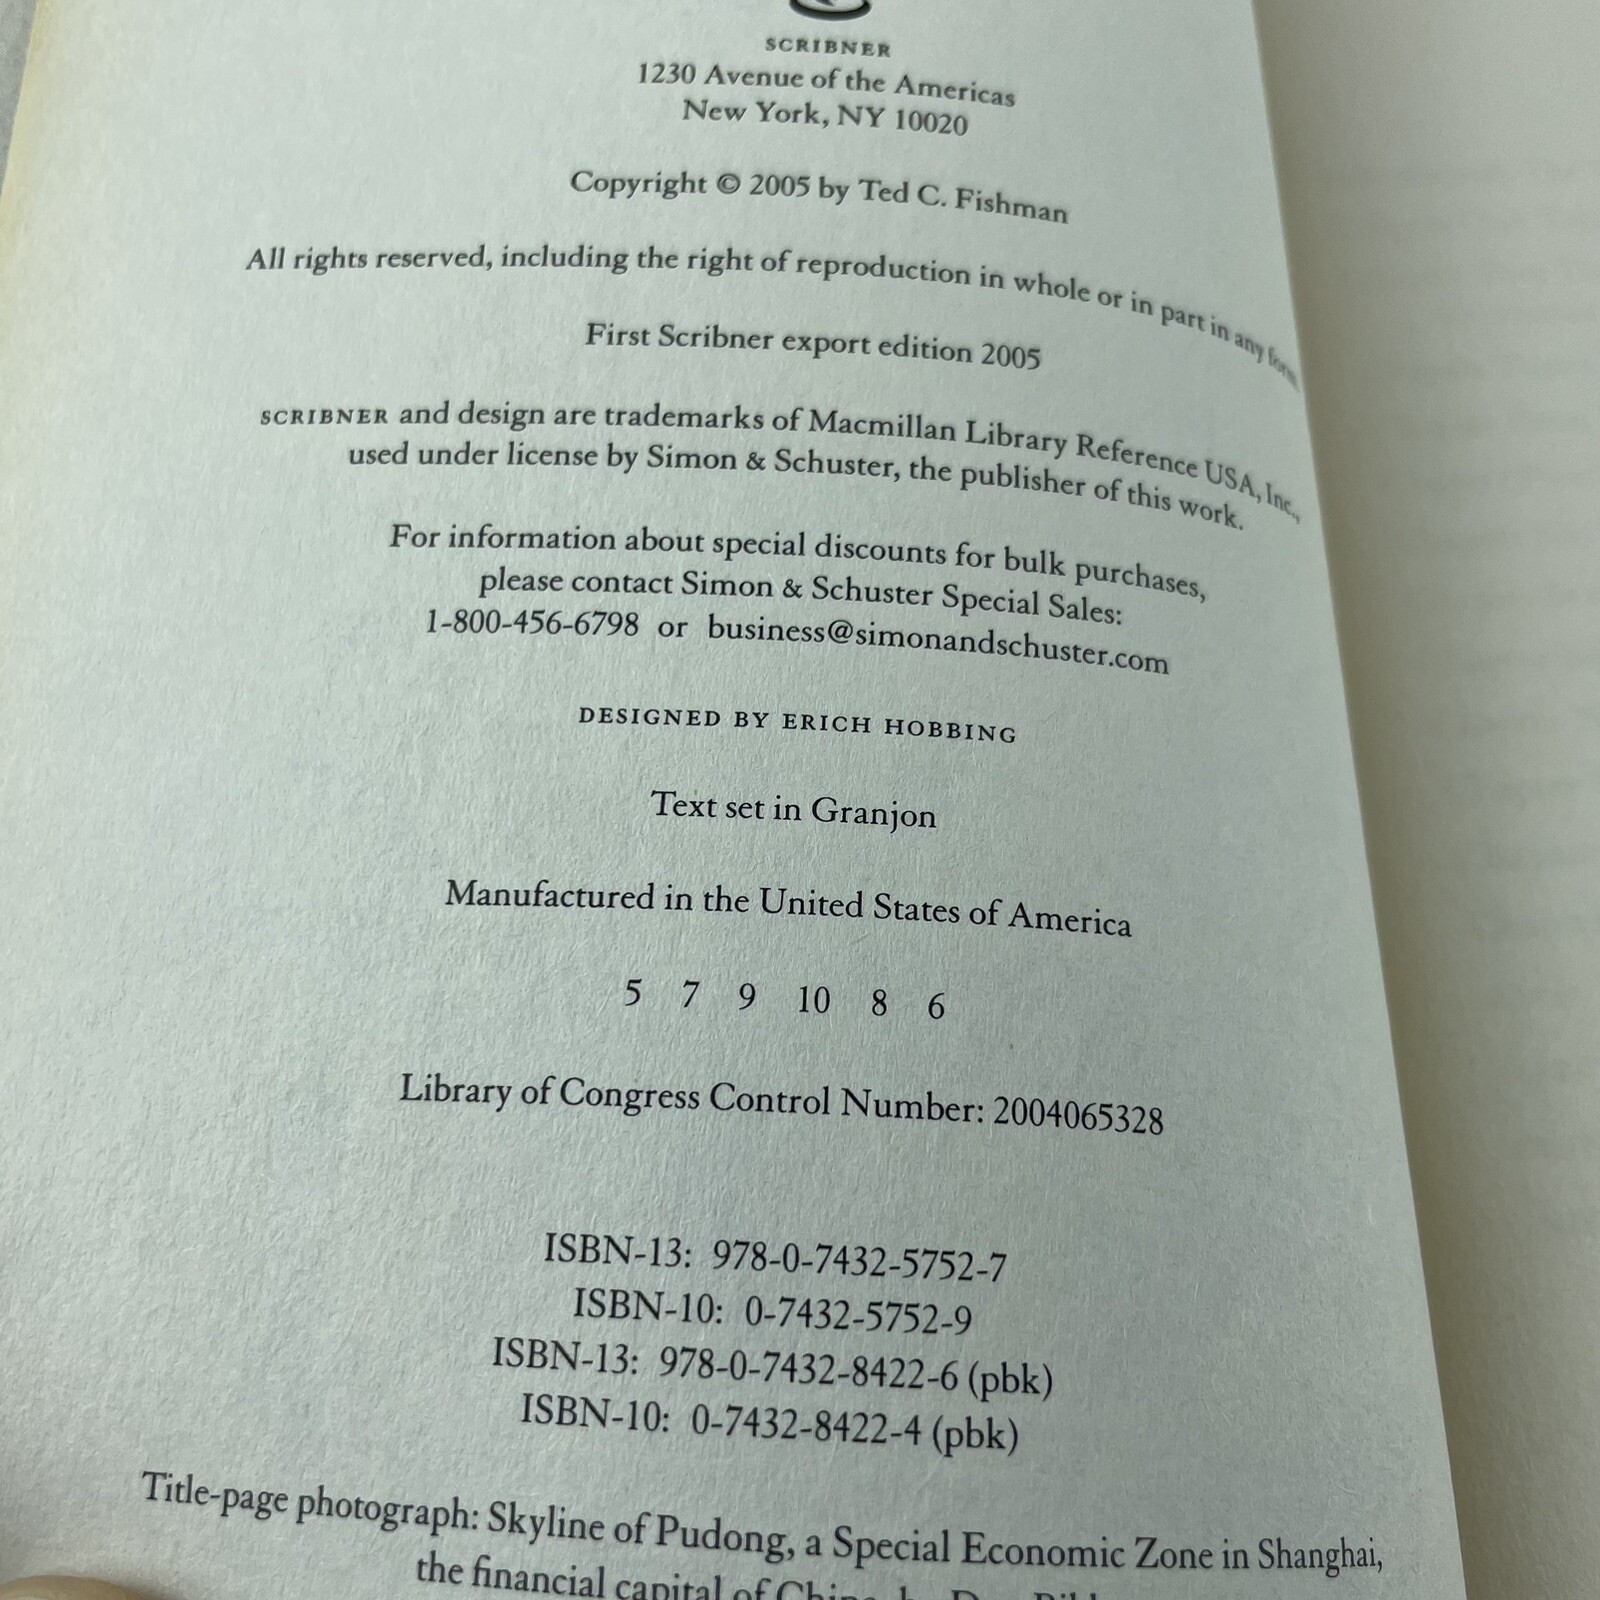 SCRIBNER
1230 Avenue of the Americas
New York, NY 10020
Copyright © 2005 by Ted C. Fishman
All rights reserved, including the right of reproduction in whole or in part in any form.
First Scribner export edition 2005
SCRIBNER and design are trademarks of Macmillan Library Reference USA, Inc.,
used under license by Simon & Schuster, the publisher of this work.
For information about special discounts for bulk purchases,
please contact Simon & Schuster Special Sales:
1-800-456-6798 or business@simonandschuster.com
DESIGNED BY ERICH HOBBING
Text set in Granjon
Manufactured in the United States of America
5 7 9 10 8 6
Library of Congress Control Number: 2004065328
ISBN-13: 978-0-7432-5752-7
ISBN-10: 0-7432-5752-9
ISBN-13: 978-0-7432-8422-6 (pbk)
ISBN-10: 0-7432-8422-4 (pbk)
Title-page photograph: Skyline of Pudong, a Special Economic Zone in Shanghai,
the financial capital of China, by